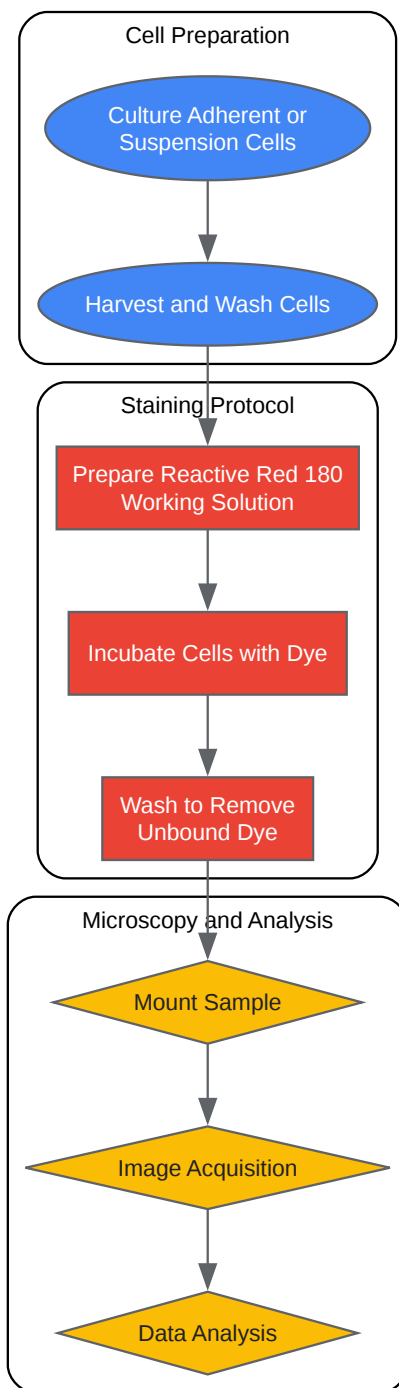 Cell Preparation
Culture Adherent or
Suspension Cells
Harvest and Wash Cells
Staining Protocol
Prepare Reactive Red 180
Working Solution
Incubate Cells with Dye
Wash to Remove
Unbound Dye
Microscopy and Analysis
Mount Sample
Image Acquisition
Data Analysis